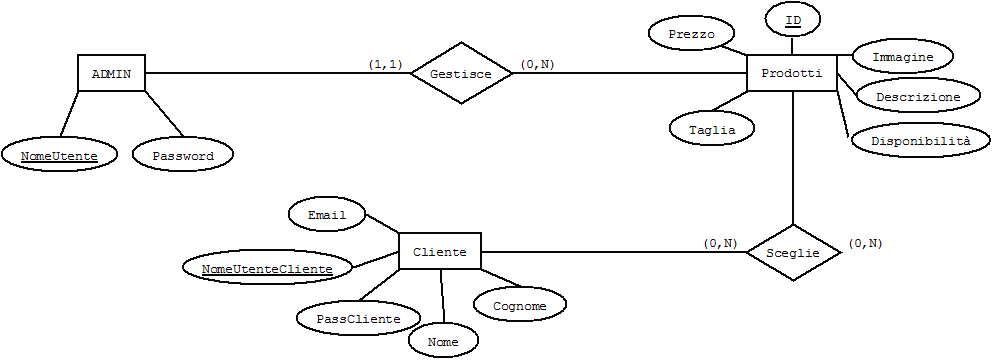 ID
Prezzo
Immagine
(1,1)
(0,N)
ADMIN
Gestisce
Prodotti
Descrizione
Taglia
Disponibilità
NomeUtente
Password
Email
(0,N)
(0,N)
Cliente
Sceglie
NomeUtenteCliente
Cognome
PassCliente
Nome